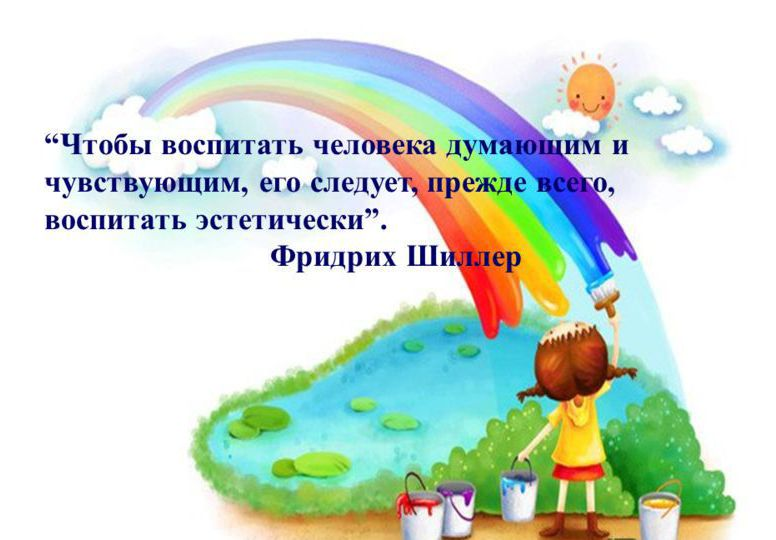 “Чтобы воспитать человека думающим и
чувствующим, его следует, прежде всего,
воспитать эстетически”.
Фридрих Шиллер